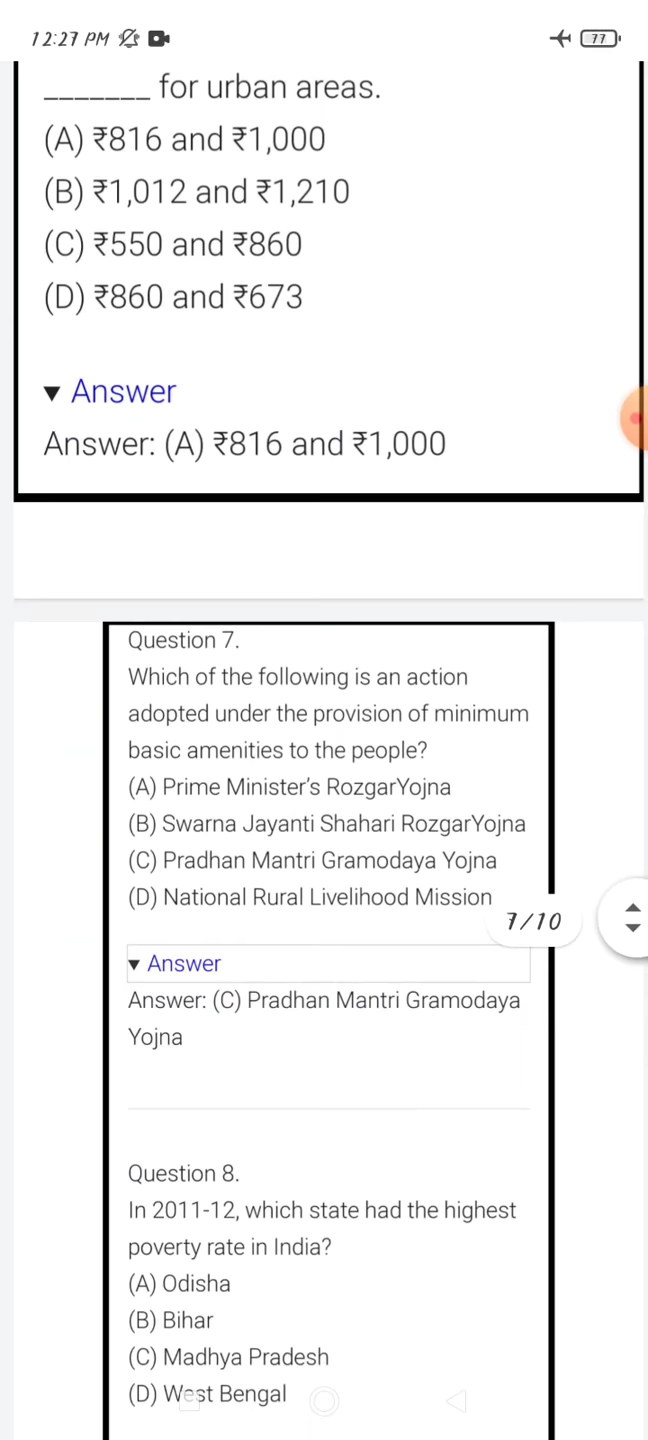 12:27 PM
77
_______ for urban areas.
(A) ₹816 and ₹1,000
(B) ₹1,012 and ₹1,210
(C) ₹550 and ₹860
(D) ₹860 and ₹673
▼ Answer
Answer: (A) ₹816 and ₹1,000
Question 7.
Which of the following is an action
adopted under the provision of minimum
basic amenities to the people?
(A) Prime Minister’s RozgarYojna
(B) Swarna Jayanti Shahari RozgarYojna
(C) Pradhan Mantri Gramodaya Yojna
(D) National Rural Livelihood Mission
7/10
▼ Answer
Answer: (C) Pradhan Mantri Gramodaya
Yojna
Question 8.
In 2011-12, which state had the highest
poverty rate in India?
(A) Odisha
(B) Bihar
(C) Madhya Pradesh
(D) West Bengal